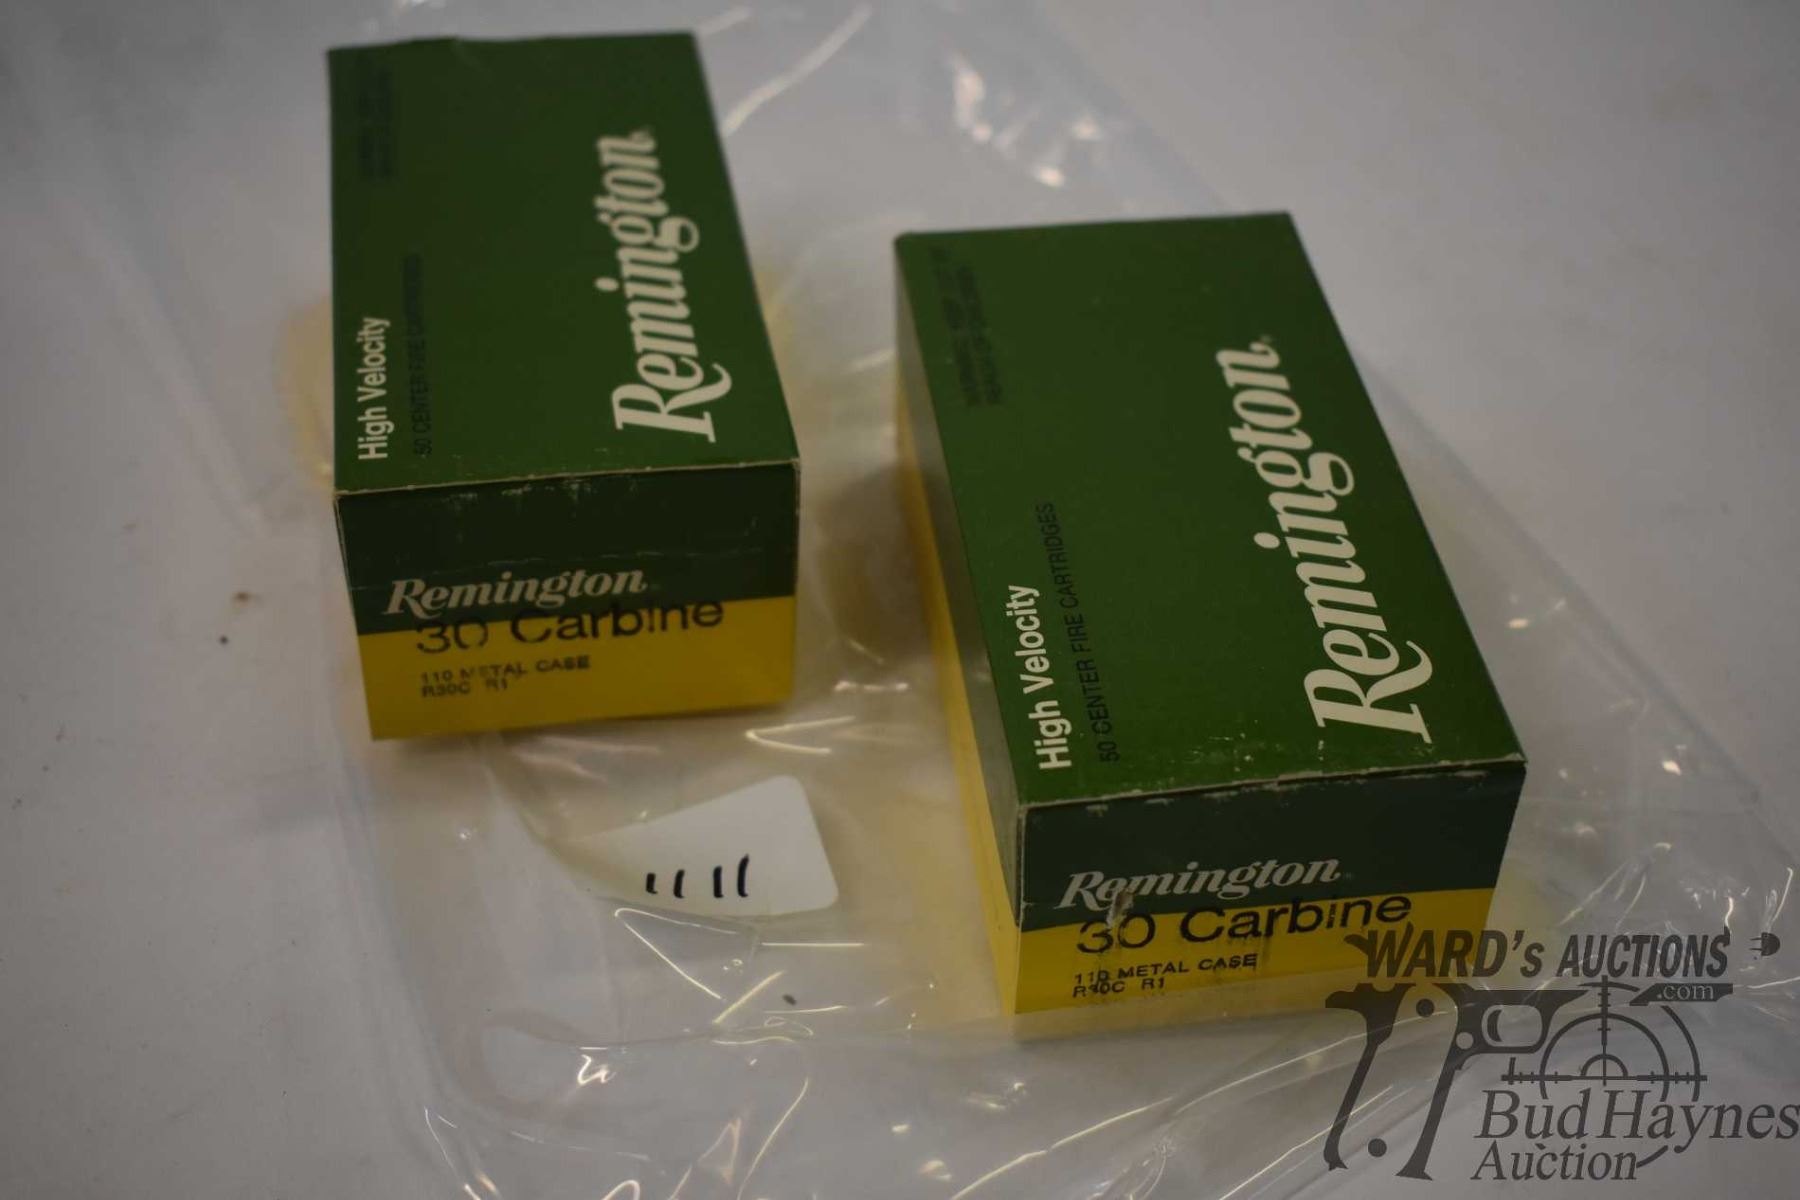 Remington
High Velocity
50 CENTER FIRE CARTRIDGES
Remington
30 Carbine
110 METAL CASE
R30C R1
Remington
High Velocity
50 CENTER FIRE CARTRIDGES
Remington
30 Carbine
110 METAL CASE
R30C R1
1111
WARD's AUCTIONS
.com
Bud Haynes
Auction